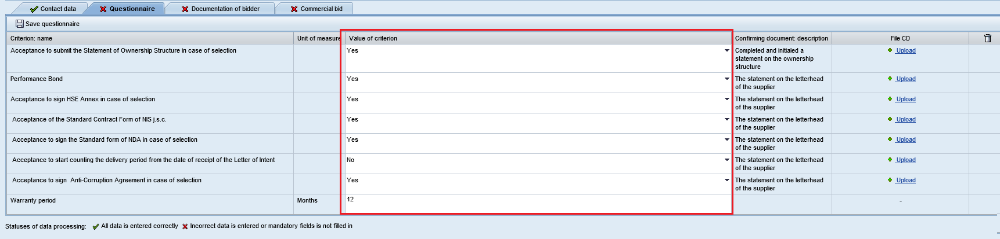 Contact data Questionnaire Documentation of bidder Commercial bid
Save questionnaire
Criterion: name Unit of measure Value of criterion Confirming document: description File CD
Acceptance to submit the Statement of Ownership Structure in case of selection Yes Completed and initialed a Upload
statement on the ownership
structure
Performance Bond Yes The statement on the letterhead Upload
of the supplier
Acceptance to sign HSE Annex in case of selection Yes The statement on the letterhead Upload
of the supplier
Acceptance of the Standard Contract Form of NIS j.s.c. Yes The statement on the letterhead Upload
of the supplier
Acceptance to sign the Standard form of NDA in case of selection Yes The statement on the letterhead Upload
of the supplier
Acceptance to start counting the delivery period from the date of receipt of the Letter of Intent No The statement on the letterhead Upload
of the supplier
Acceptance to sign Anti-Corruption Agreement in case of selection Yes The statement on the letterhead Upload
of the supplier
Warranty period Months 12 -
Statuses of data processing: All data is entered correctly Incorrect data is entered or mandatory fields is not filled in